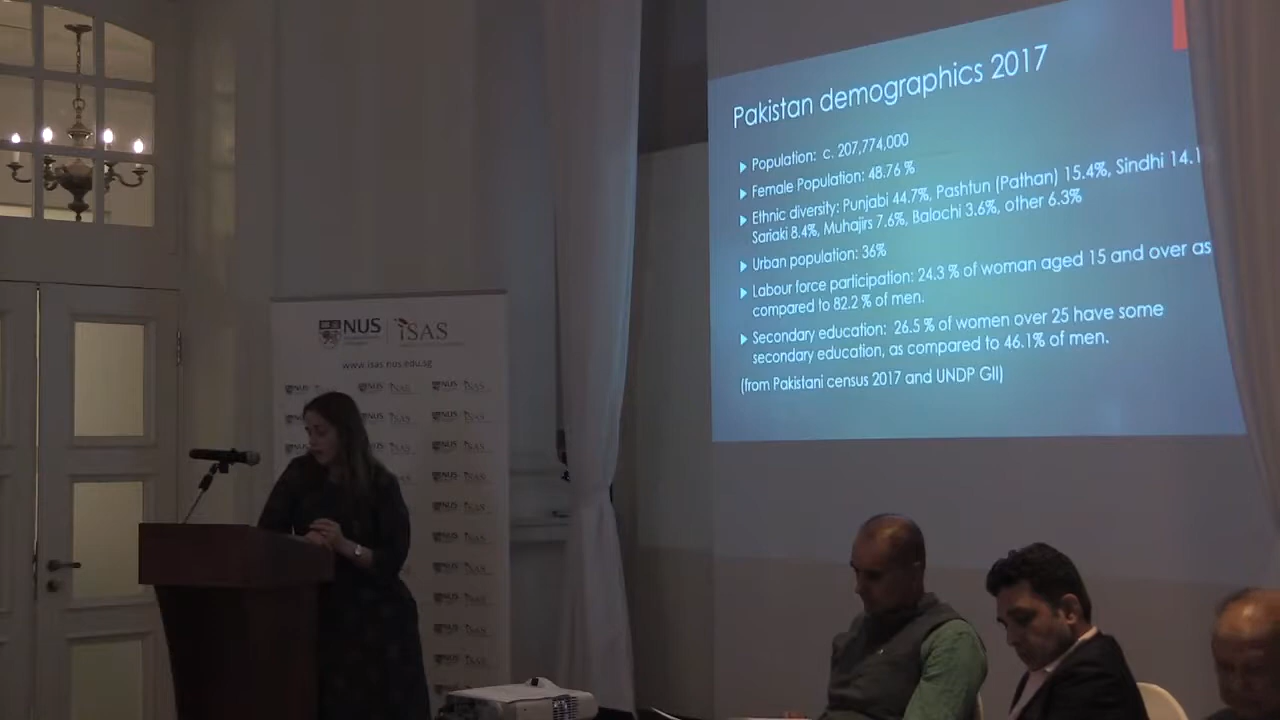 Pakistan demographics 2017
Population: c. 207,774,000
Female Population: 48.76 %
Ethnic diversity: Punjabi 44.7%, Pashtun (Pathan) 15.4%, Sindhi 14.1
Sariaki 8.4%, Muhajirs 7.6%, Balochi 3.6%, other 6.3%
Urban population: 36%
Labour force participation: 24.3 % of woman aged 15 and over as
compared to 82.2 % of men.
Secondary education: 26.5 % of women over 25 have some
secondary education, as compared to 46.1% of men.
(from Pakistani census 2017 and UNDP GII)
NUS iSAS
www.isas.nus.edu.sg